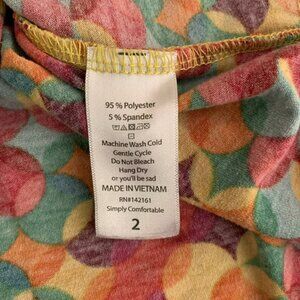 95 % Polyester
5 % Spandex
Machine Wash Cold
Gentle Cycle
Do Not Bleach
Hang Dry
or you'll be sad
MADE IN VIETNAM
RN#142161
Simply Comfortable
2